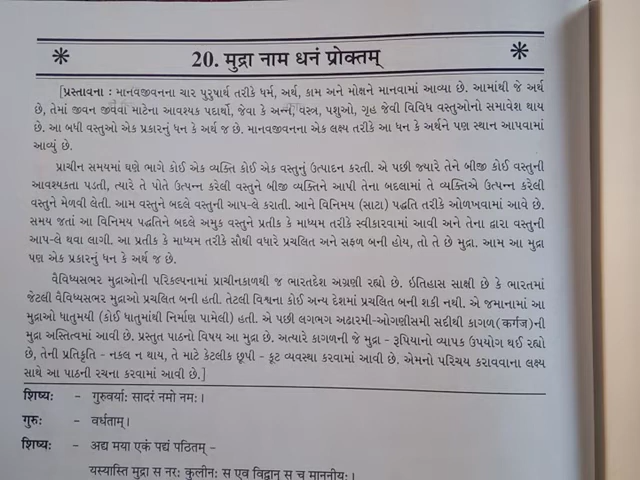 20. मुद्रा नाम धनं प्रोक्तम्
[પ્રસ્તાવના : માનવજીવનના ચાર પુરુષાર્થ તરીકે ધર્મ, અર્થ, કામ અને મોક્ષને માનવામાં આવ્યા છે. આમાંથી જે અર્થ
છે, તેમાં જીવન જીવવા માટેના આવશ્યક પદાર્થો, જેવા કે અન્ન, વસ્ત્ર, પશુઓ, ગૃહ જેવી વિવિધ વસ્તુઓનો સમાવેશ થાય
છે. આ બધી વસ્તુઓ એક પ્રકારનું ધન કે અર્થ જ છે. માનવજીવનના એક લક્ષ્ય તરીકે આ ધન કે અર્થને પણ સ્થાન આપવામાં
આવ્યું છે.
પ્રાચીન સમયમાં ઘણે ભાગે કોઈ એક વ્યક્તિ કોઈ એક વસ્તુનું ઉત્પાદન કરતી. એ પછી જ્યારે તેને બીજી કોઈ વસ્તુની
આવશ્યકતા પડતી, ત્યારે તે પોતે ઉત્પન્ન કરેલી વસ્તુને બીજી વ્યક્તિને આપી તેના બદલામાં તે વ્યક્તિએ ઉત્પન્ન કરેલી
વસ્તુને મેળવી લેતી. આમ વસ્તુને બદલે વસ્તુની આપ-લે કરાતી. આને વિનિમય (સાટા) પદ્ધતિ તરીકે ઓળખવામાં આવે છે.
સમય જતાં આ વિનિમય પદ્ધતિને બદલે અમુક વસ્તુને પ્રતીક કે માધ્યમ તરીકે સ્વીકારવામાં આવી અને તેના દ્વારા વસ્તુની
આપ-લે થવા લાગી. આ પ્રતીક કે માધ્યમ તરીકે સૌથી વધારે પ્રચલિત અને સફળ બની હોય, તો તે છે મુદ્રા. આમ આ મુદ્રા
પણ એક પ્રકારનું ધન કે અર્થ જ છે.
વૈવિધ્યસભર મુદ્રાઓની પરિકલ્પનામાં પ્રાચીનકાળથી જ ભારતદેશ અગ્રણી રહ્યો છે. ઇતિહાસ સાક્ષી છે કે ભારતમાં
જેટલી વૈવિધ્યસભર મુદ્રાઓ પ્રચલિત બની હતી. તેટલી વિશ્વના કોઈ અન્ય દેશમાં પ્રચલિત બની શકી નથી. એ જમાનામાં આ
મુદ્રાઓ ધાતુમયી (કોઈ ધાતુમાંથી નિર્માણ પામેલી) હતી. એ પછી લગભગ અઢારમી-ઓગણીસમી સદીથી કાગળ (कर्गज)ની
મુદ્રા અસ્તિત્વમાં આવી છે. પ્રસ્તુત પાઠનો વિષય આ મુદ્રા છે. અત્યારે કાગળની જે મુદ્રા - રૂપિયાનો વ્યાપક ઉપયોગ થઈ રહ્યો
છે, તેની પ્રતિકૃતિ - નકલ ન થાય, તે માટે કેટલીક છૂપી - કૂટ વ્યવસ્થા કરવામાં આવી છે. એમનો પરિચય કરાવવાના લક્ષ્ય
સાથે આ પાઠની રચના કરવામાં આવી છે.]
शिष्यः - गुरुवर्याः सादरं नमो नमः।
गुरुः - वर्धताम्।
शिष्यः - अद्य मया एकं पद्यं पठितम् -
यस्यास्ति मुद्रा स नरः कुलीनः स एव विद्वान् स च माननीयः।